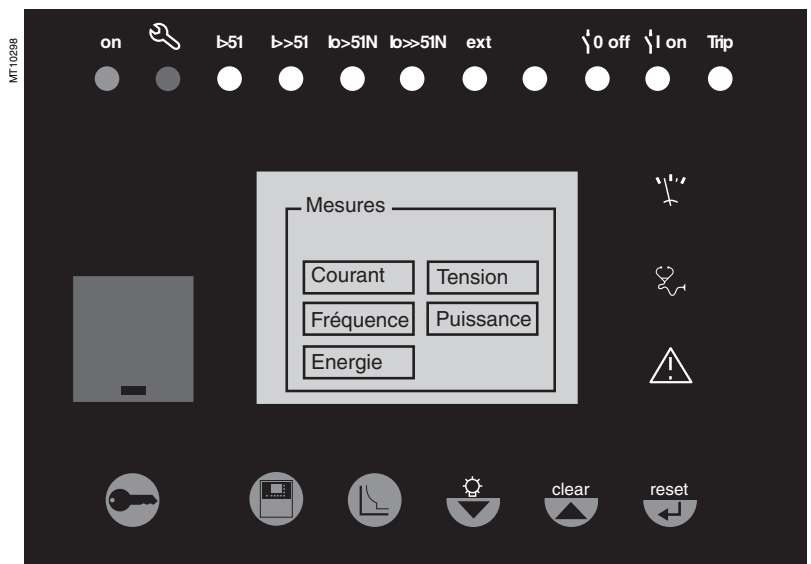 MT10298
on I>51 I>>51 Io>51N Io>>51N ext 0 off I on Trip
Mesures
Courant Tension
Fréquence Puissance
Energie
clear reset